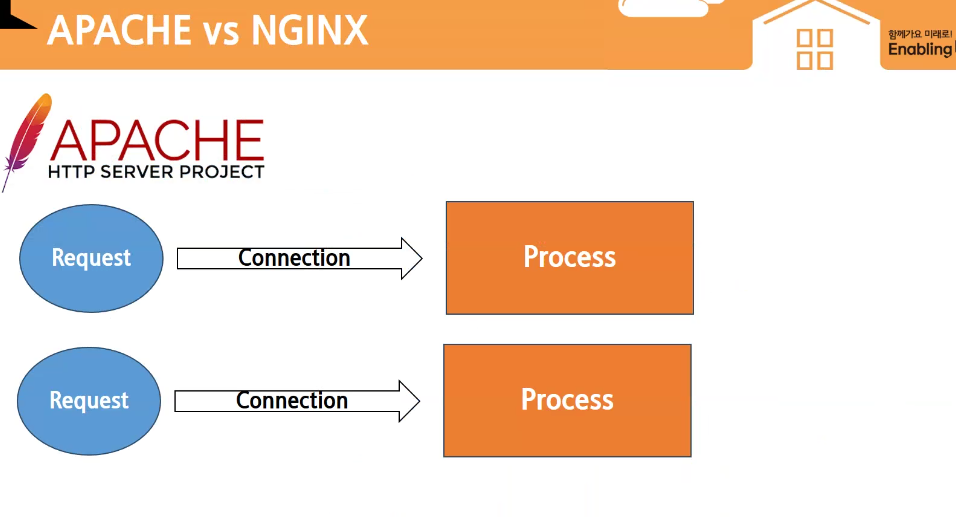 APACHE vs NGINX
함께가요 미래로!
Enabling
APACHE
HTTP SERVER PROJECT
Request
Connection
Process
Request
Connection
Process